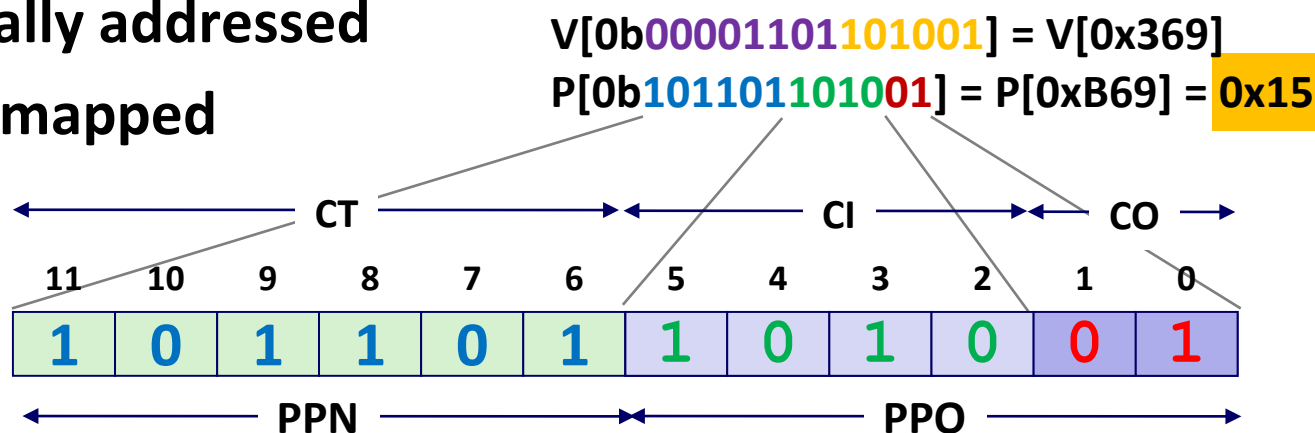 ally addressed
mapped
V[0b00001101101001] = V[0x369]
P[0b101101101001] = P[0xB69] = 0x15
CT CI CO
11 10 9 8 7 6 5 4 3 2 1 0
1 0 1 1 0 1 1 0 1 0 0 1
PPN PPO